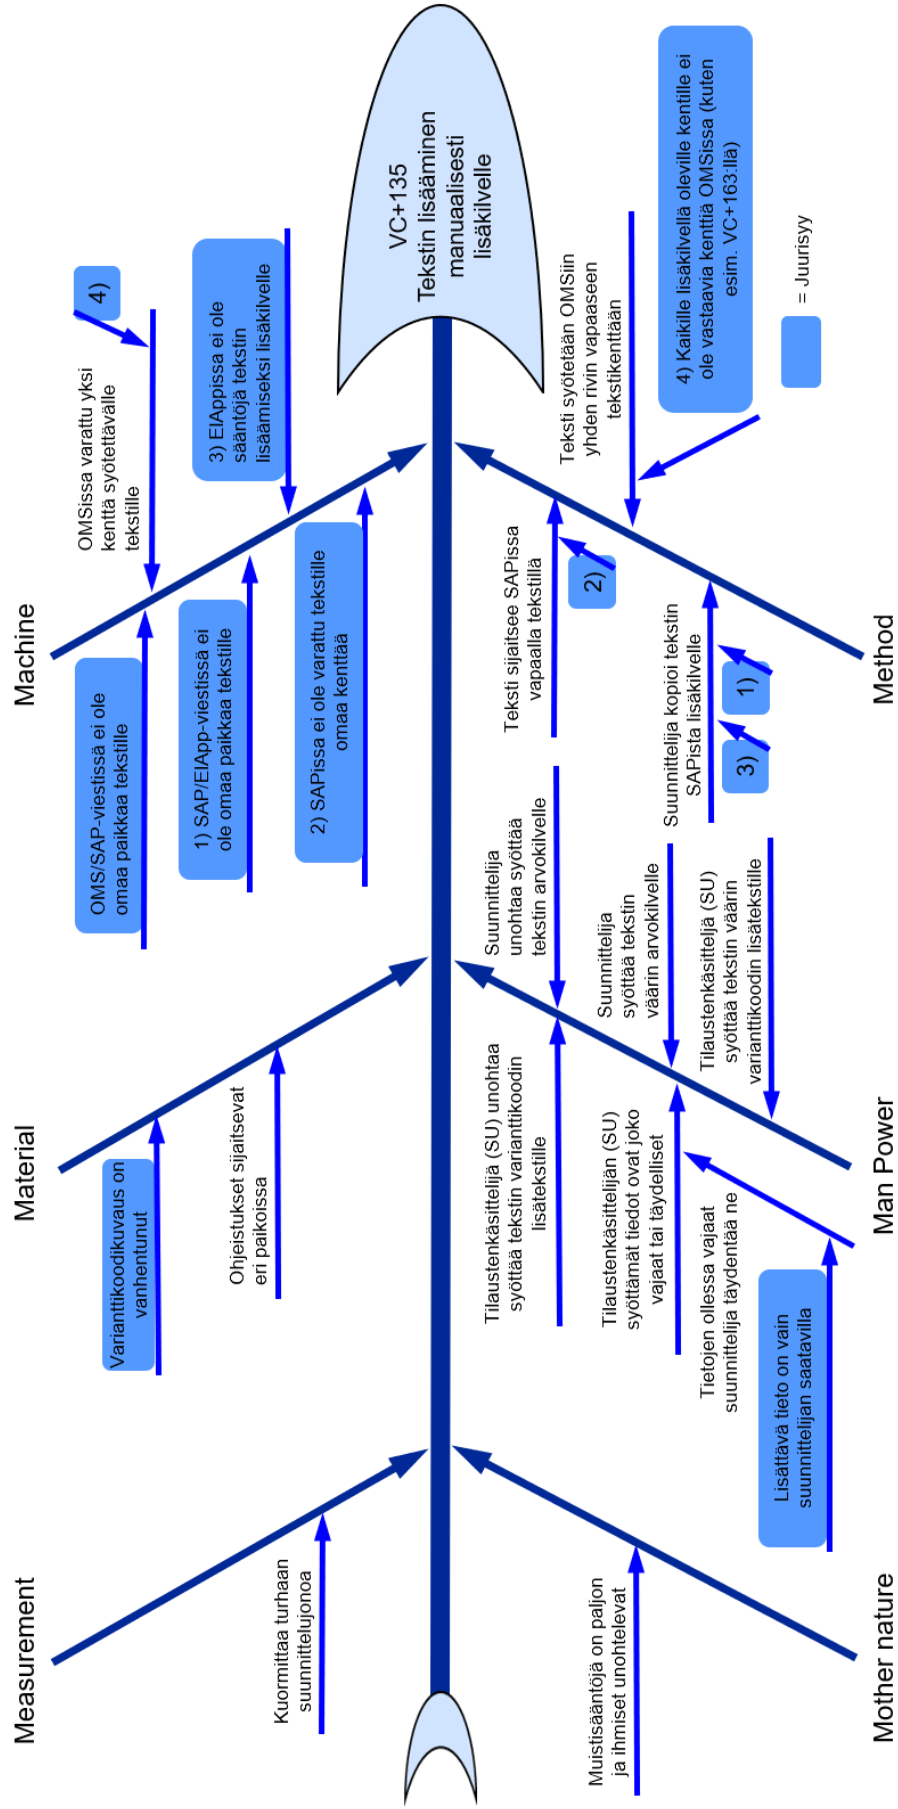 Measurement
Material
Machine
Kuormittaa turhaan
suunnittelujonoa
Varianttikoodikuvaus on
vanhentunut
Ohjeistukset sijaitsevat
eri paikoissa
OMS/SAP-viestissä ei ole
omaa paikkaa tekstille
1) SAP/ElApp-viestissä ei
ole omaa paikkaa tekstille
2) SAPissa ei ole varattu tekstille
omaa kenttää
OMSissa varattu yksi
kenttä syötettävälle
tekstille
4)
3) ElAppissa ei ole
sääntöjä tekstin
lisäämiseksi lisäkilvelle
VC+135
Tekstin lisääminen
manuaalisesti
lisäkilvelle
Muistisääntöjä on paljon
ja ihmiset unohtelevat
Tilaustenkäsittelijä (SU) unohtaa
syöttää tekstin varianttikoodin
lisätekstille
Suunnittelija
unohtaa syöttää
tekstin arvokilvelle
Tilaustenkäsittelijän (SU)
syöttämät tiedot ovat joko
vajaat tai täydelliset
Suunnittelija
syöttää tekstin
väärin arvokilvelle
Tietojen ollessa vajaat
suunnittelija täydentää ne
Lisättävä tieto on vain
suunnittelijan saatavilla
Tilaustenkäsitteljä (SU)
syöttää tekstin väärin
varianttikoodin lisätekstille
Teksti sijaitsee SAPissa
vapaalla tekstillä
2)
Suunnittelija kopioi tekstin
SAPista lisäkilvelle
3)
1)
Teksti syötetään OMSiin
yhden rivin vapaaseen
tekstikenttään
4) Kaikille lisäkilvellä oleville kentille ei
ole vastaavia kenttiä OMSissa (kuten
esim. VC+163:llä)
= Juurisyy
Mother nature
Man Power
Method